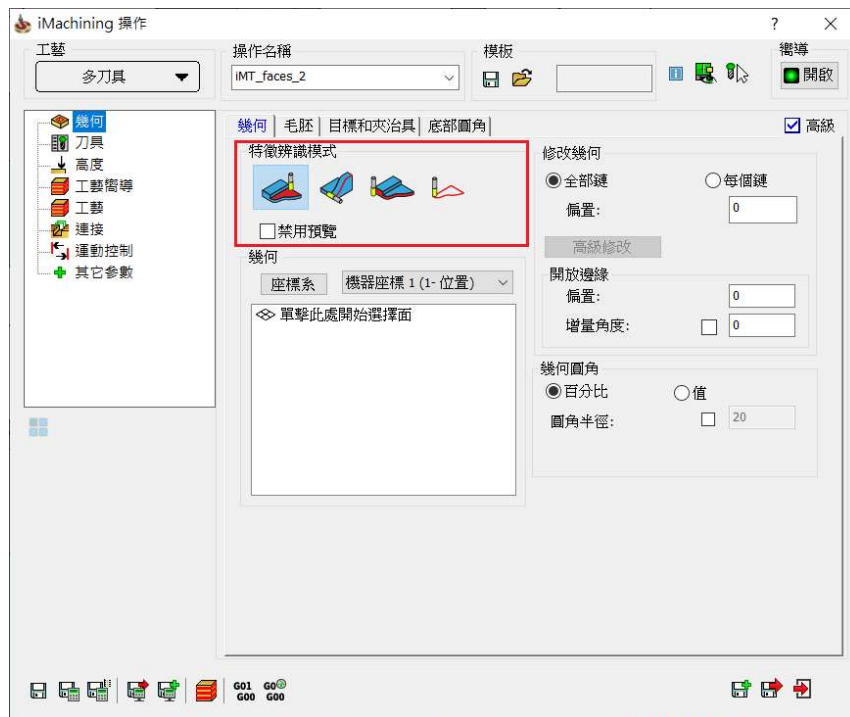 iMachining 操作
?
工藝
多刀具
操作名稱
iMT_faces_2
模板
嚮導
開啟
幾何
刀具
高度
工藝嚮導
工藝
連接
運動控制
其它參數
幾何
毛胚
目標和夾治具
底部圓角
高級
特徵辨識模式
禁用預覽
幾何
座標系
機器座標 1 (1- 位置)
單擊此處開始選擇面
修改幾何
全部鏈
每個鏈
偏置:
0
高級修改
開放邊緣
偏置:
0
增量角度:
0
幾何圓角
百分比
值
圓角半徑:
20
G01
G00
GO
G00